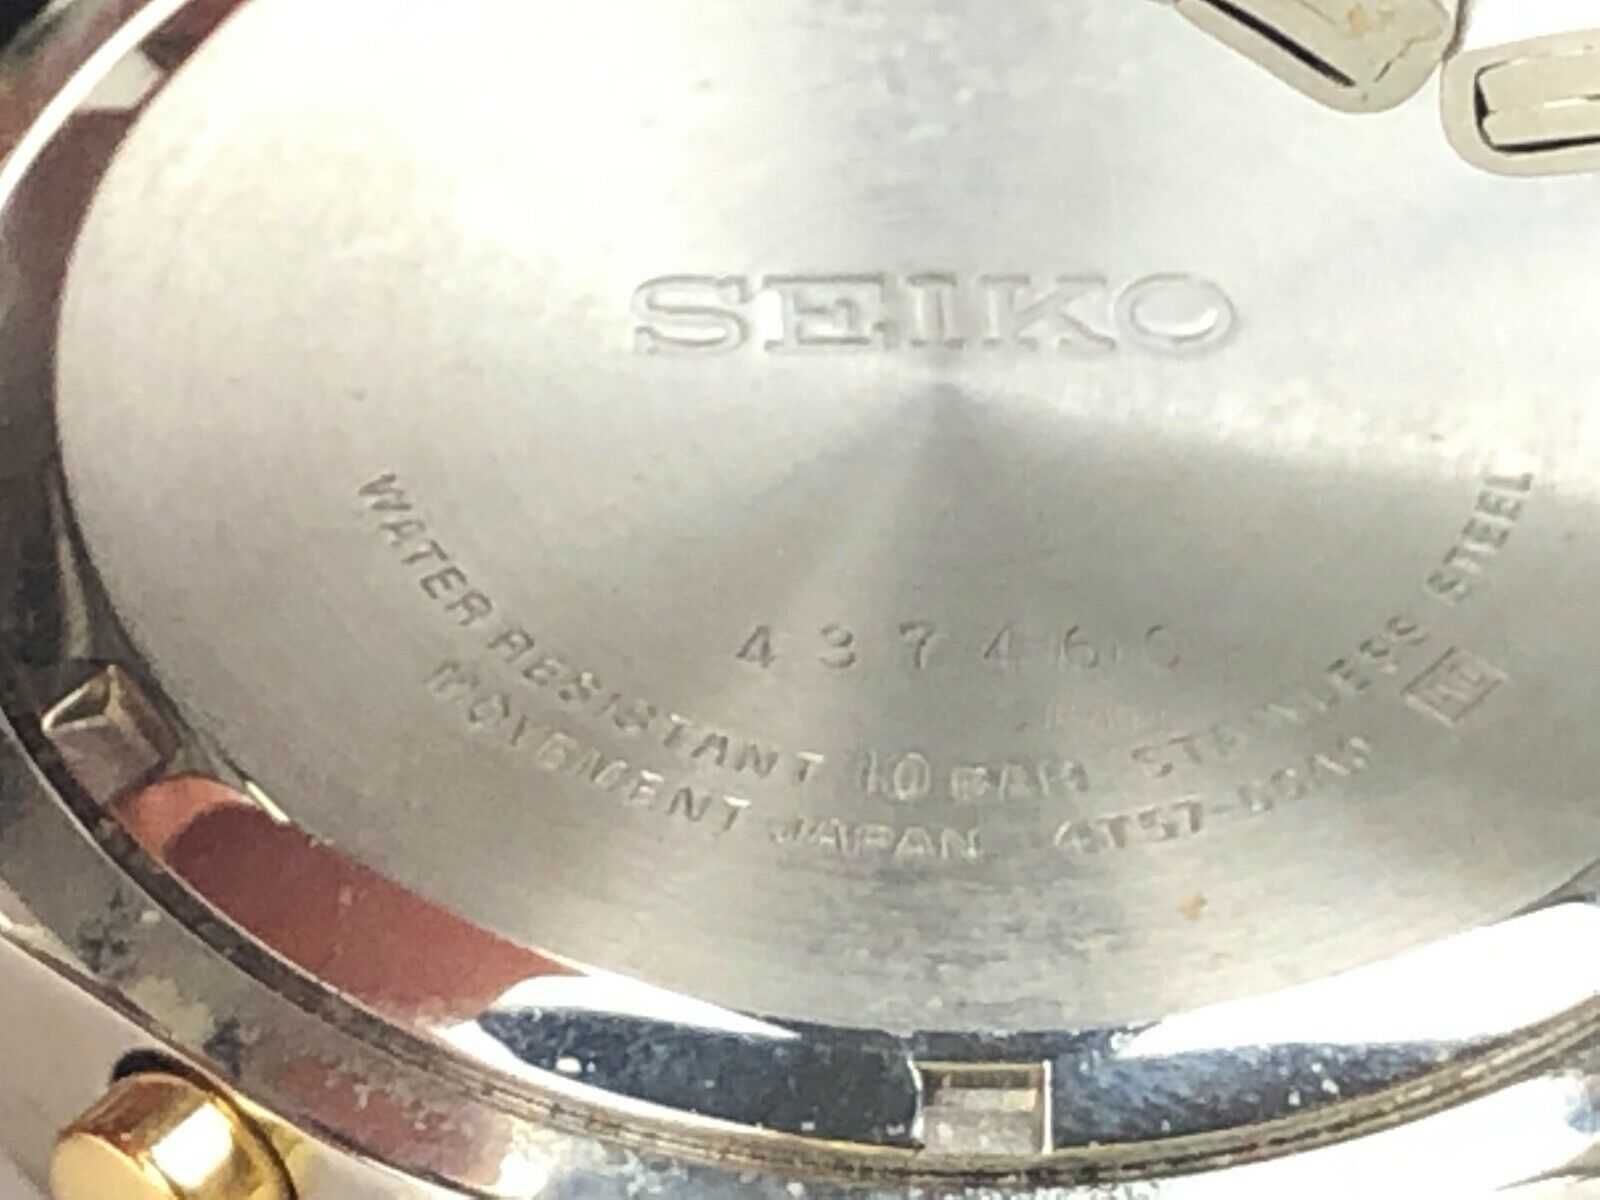 SEIKO
437460
WATER RESISTANT 10 BAR STAINLESS STEEL
MOVEMENT JAPAN